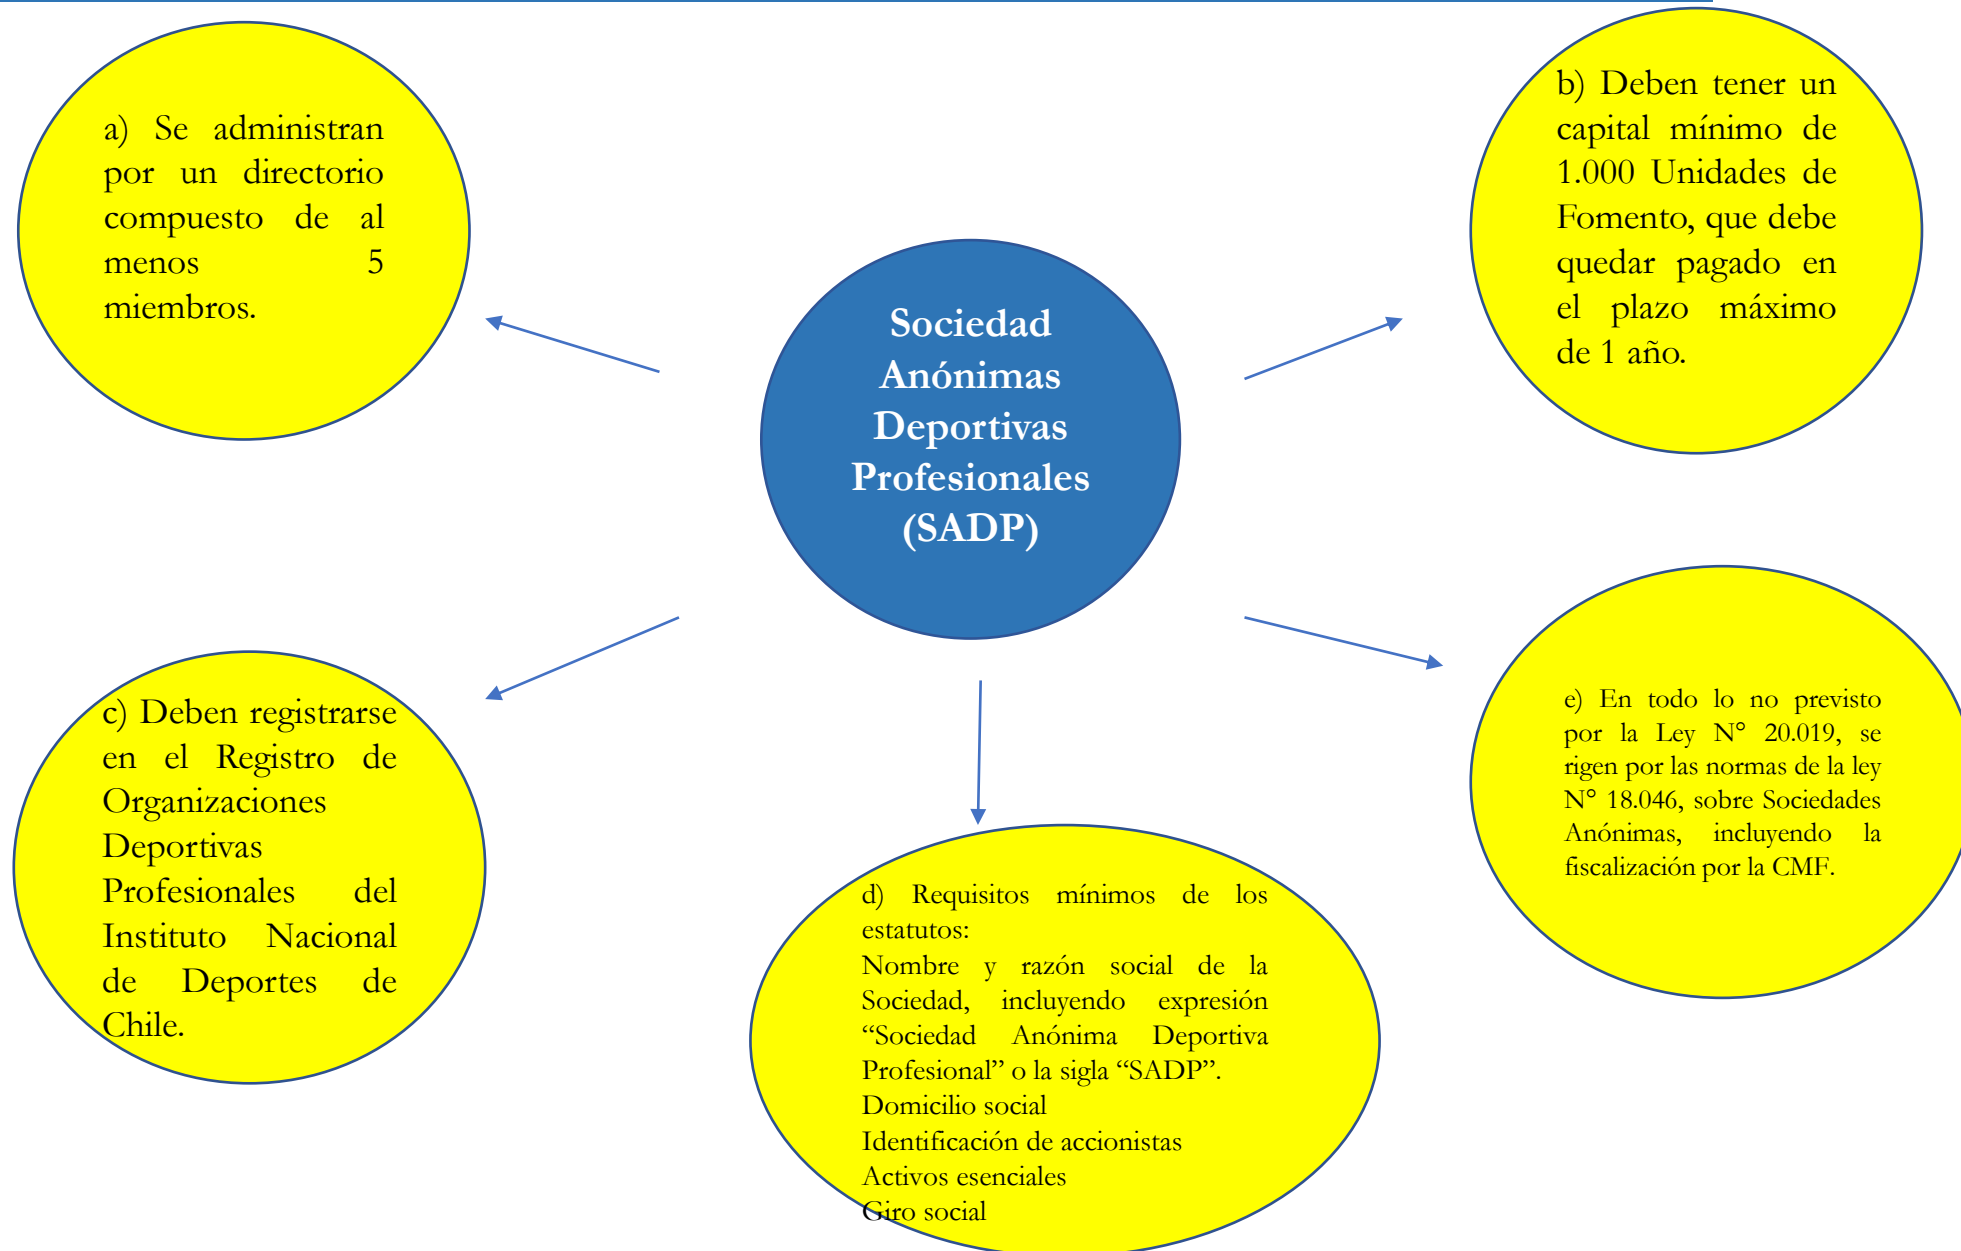 a) Se administran
por un directorio
compuesto de al
menos 5
miembros.
b) Deben tener un
capital mínimo de
1.000 Unidades de
Fomento, que debe
quedar pagado en
el plazo máximo
de 1 año.
Sociedad
Anónimas
Deportivas
Profesionales
(SADP)
c) Deben registrarse
en el Registro de
Organizaciones
Deportivas
Profesionales del
Instituto Nacional
de Deportes de
Chile.
d) Requisitos mínimos de los
estatutos:
Nombre y razón social de la
Sociedad, incluyendo expresión
“Sociedad Anónima Deportiva
Profesional” o la sigla “SADP”.
Domicilio social
Identificación de accionistas
Activos esenciales
Giro social
e) En todo lo no previsto
por la Ley N° 20.019, se
rigen por las normas de la ley
N° 18.046, sobre Sociedades
Anónimas, incluyendo la
fiscalización por la CMF.